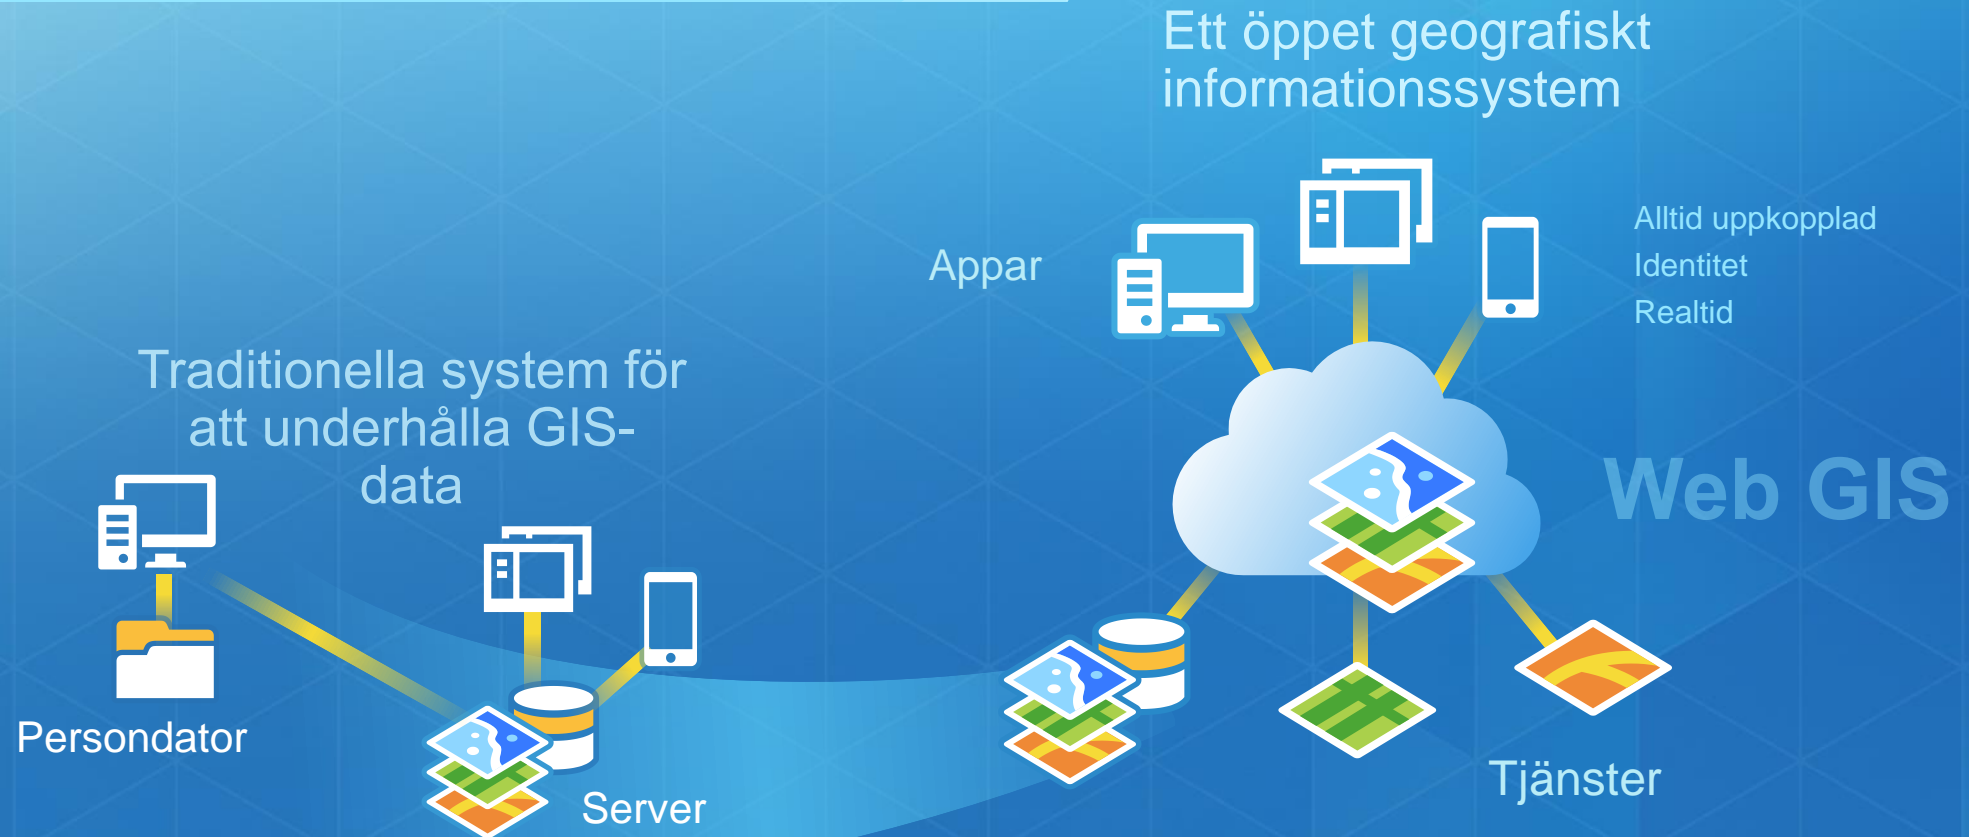 Ett öppet geografiskt
informationssystem
Alltid uppkopplad
Identitet
Realtid
Appar
Traditionella system för
att underhålla GIS-
data
Web GIS
Persondator
Server
Tjänster